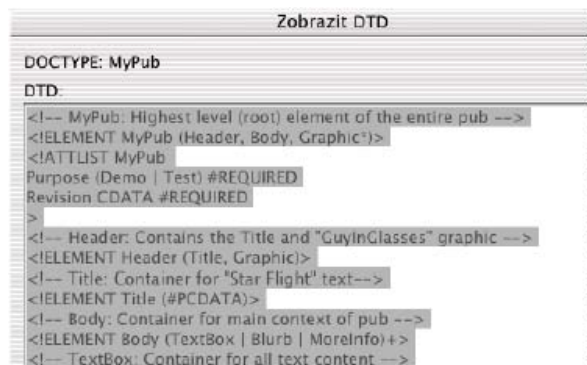 Zobrazit DTD
DOCTYPE: MyPub
DTD:
<!-- MyPub: Highest level (root) element of the entire pub -->
<!ELEMENT MyPub (Header, Body, Graphic*)>
<!ATTLIST MyPub
Purpose (Demo | Test) #REQUIRED
Revision CDATA #REQUIRED
>
<!-- Header: Contains the Title and "GuyInGlasses" graphic -->
<!ELEMENT Header (Title, Graphic)>
<!-- Title: Container for "Star Flight" text-->
<!ELEMENT Title (#PCDATA)>
<!-- Body: Container for main context of pub -->
<!ELEMENT Body (TextBox | Blurb | MoreInfo)+>
<!-- TextBox: Container for all text content -->